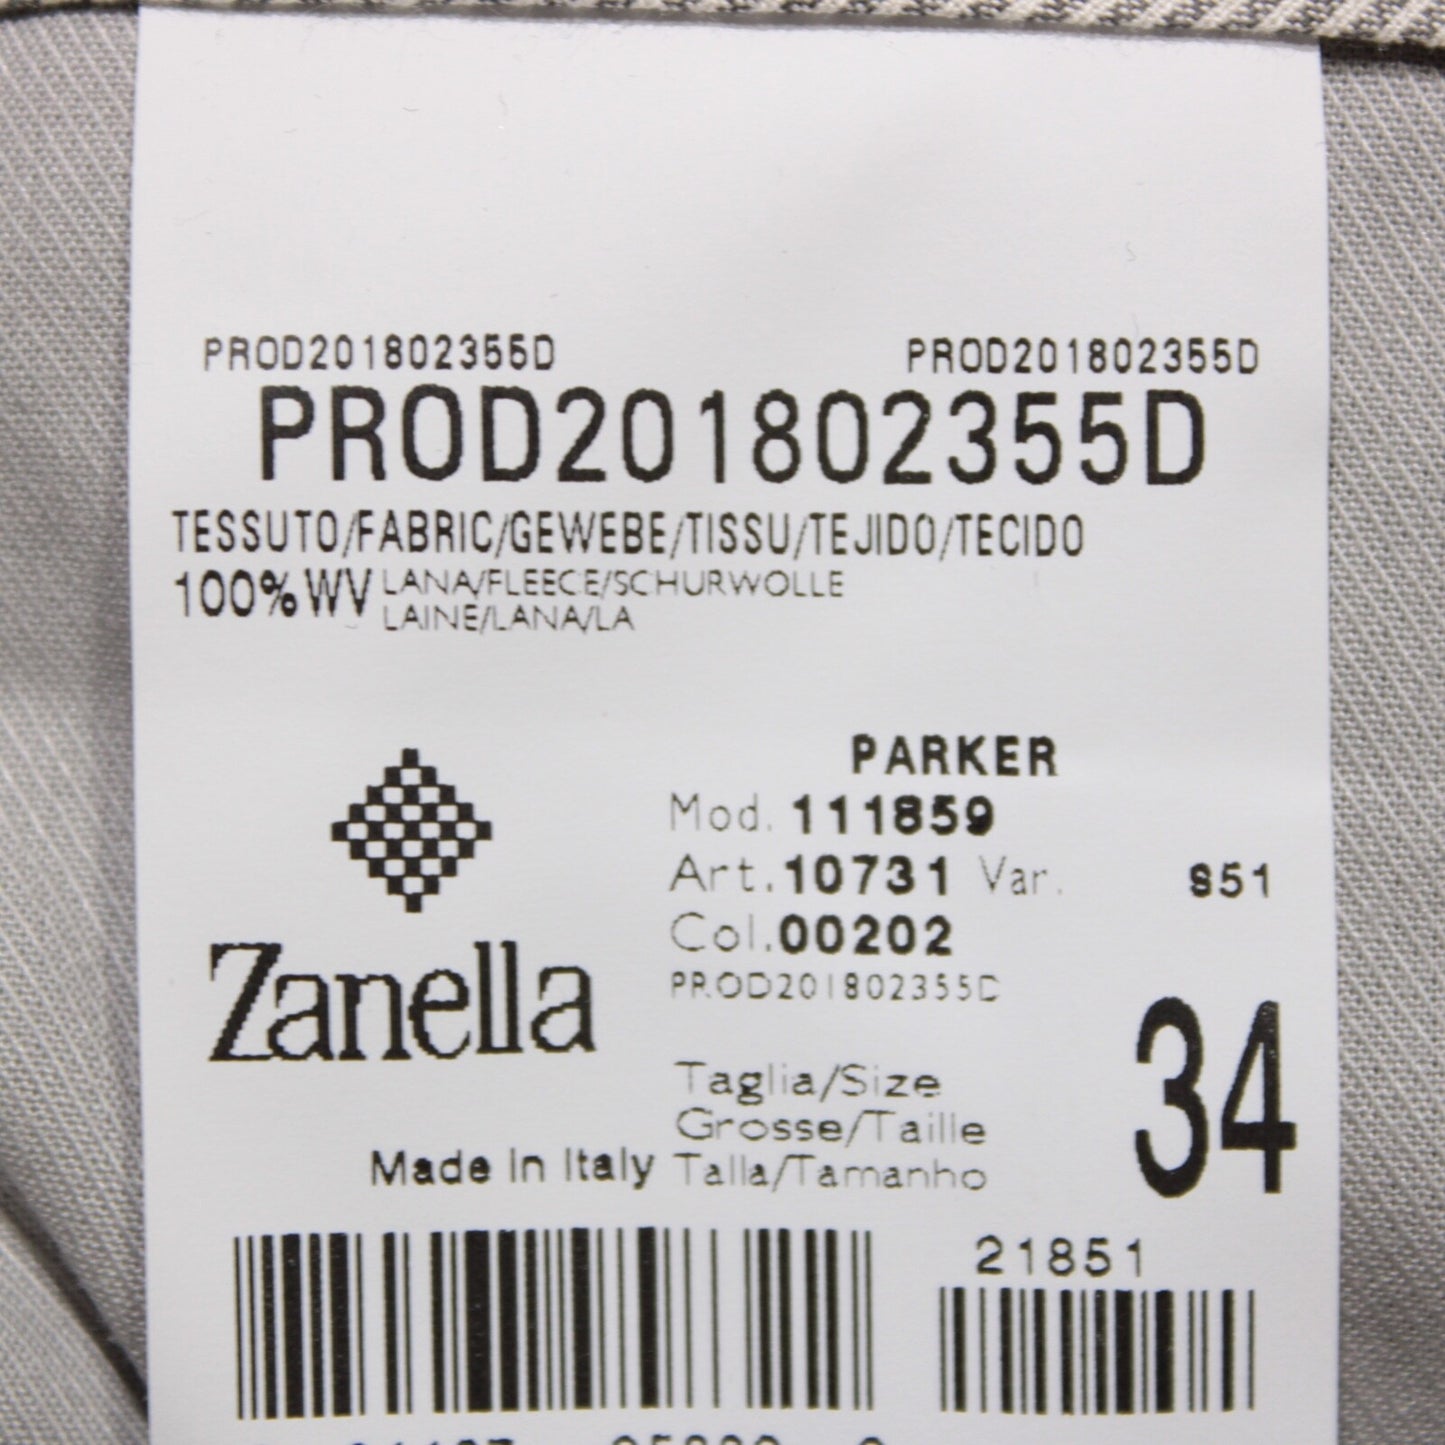 PROD201802355D PROD201802355D
PROD201802355D
TESSUTO/FABRIC/GEWEBE/TISSU/TEJIDO/TECIDO
100% WV LANA/FLEECE/SCHURWOLLE
LAINE/LANA/LA
PARKER
Mod. 111859
Art. 10731 Var. S51
Col. 00202
PROD201802355D
Zanella
Taglia/Size
Grosse/Taille
Talla/Tamanho
34
Made In Italy
21851